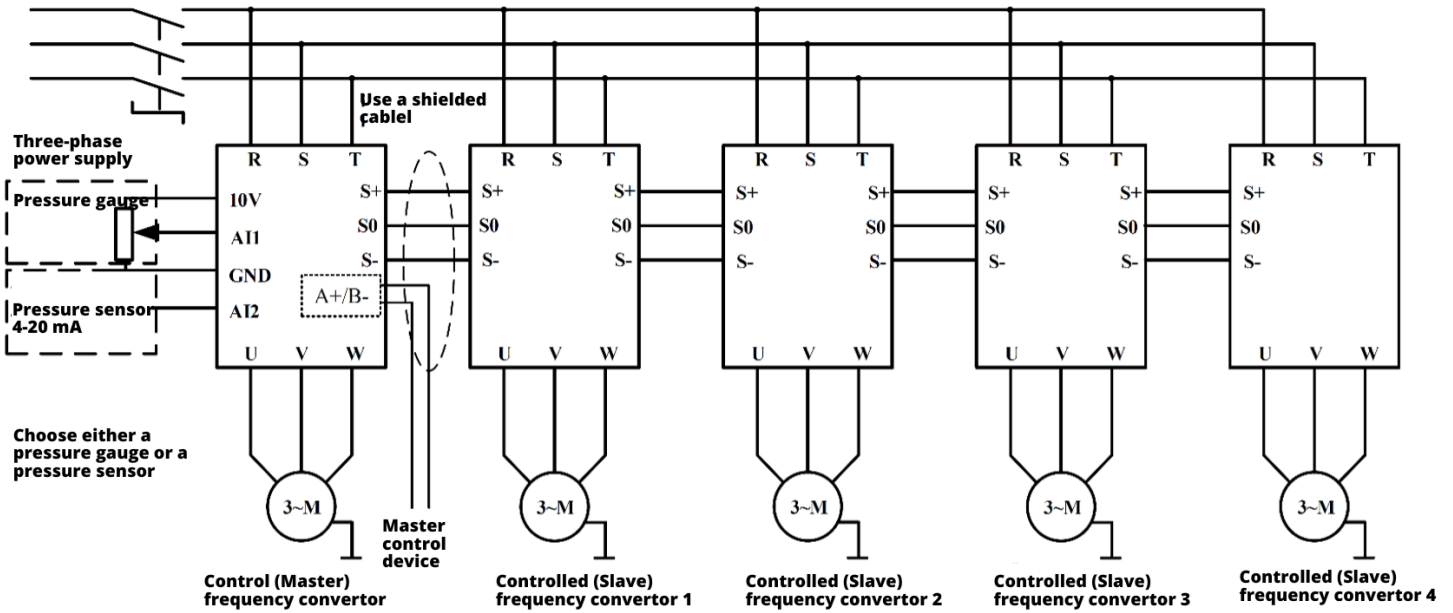 Use a shielded
cablel
Three-phase
power supply
R S T
R S T
R S T
R S T
R S T
Pressure gauge
10V
AI1
GND
AI2
Pressure sensor
4-20 mA
S+
S0
S-
A+/B-
S+
S0
S-
S+
S0
S-
S+
S0
S-
S+
S0
S-
S+
S0
S-
S+
S0
S-
S+
S0
S-
U V W
U V W
U V W
U V W
U V W
Choose either a
pressure gauge or a
pressure sensor
3~M
3~M
3~M
3~M
3~M
Master
control
device
Control (Master)
frequency convertor
Controlled (Slave)
frequency convertor 1
Controlled (Slave)
frequency convertor 2
Controlled (Slave)
frequency convertor 3
Controlled (Slave)
frequency convertor 4